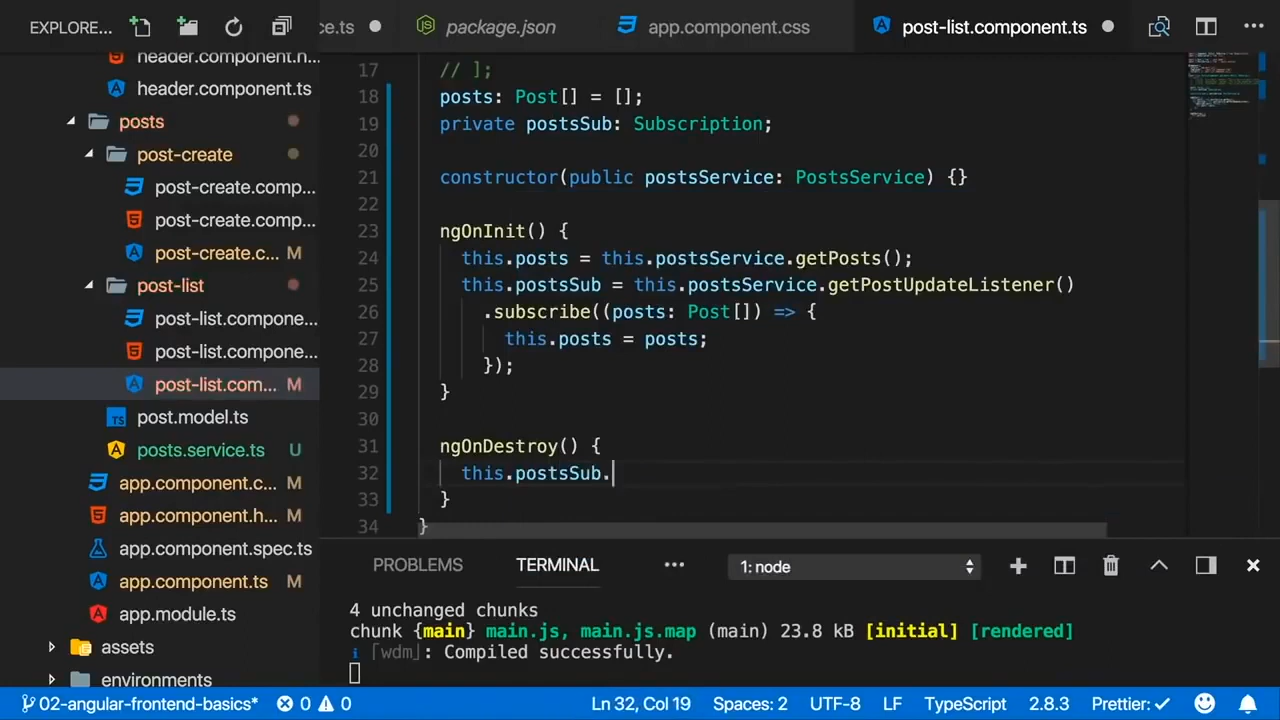 EXPLORE...
ce.ts
package.json
app.component.css
post-list.component.ts
...
header.component.h...
header.component.ts
posts
post-create
post-create.comp...
post-create.comp...
post-create.c... M
post-list
post-list.compone...
post-list.compone...
post-list.com... M
post.model.ts
posts.service.ts U
app.component.c... M
app.component.h... M
app.component.spec.ts
app.component.ts M
app.module.ts
assets
environments
17 // ];
18 posts: Post[] = [];
19 private postsSub: Subscription;
20
21 constructor(public postsService: PostsService) {}
22
23 ngOnInit() {
24 this.posts = this.postsService.getPosts();
25 this.postsSub = this.postsService.getPostUpdateListener()
26 .subscribe((posts: Post[]) => {
27 this.posts = posts;
28 });
29 }
30
31 ngOnDestroy() {
32 this.postsSub.
33 }
34 }
PROBLEMS TERMINAL ... 1: node
4 unchanged chunks
chunk {main} main.js, main.js.map (main) 23.8 kB [initial] [rendered]
ℹ ｢wdm｣: Compiled successfully.
02-angular-frontend-basics* 0 0 Ln 32, Col 19 Spaces: 2 UTF-8 LF TypeScript 2.8.3 Prettier: ✓